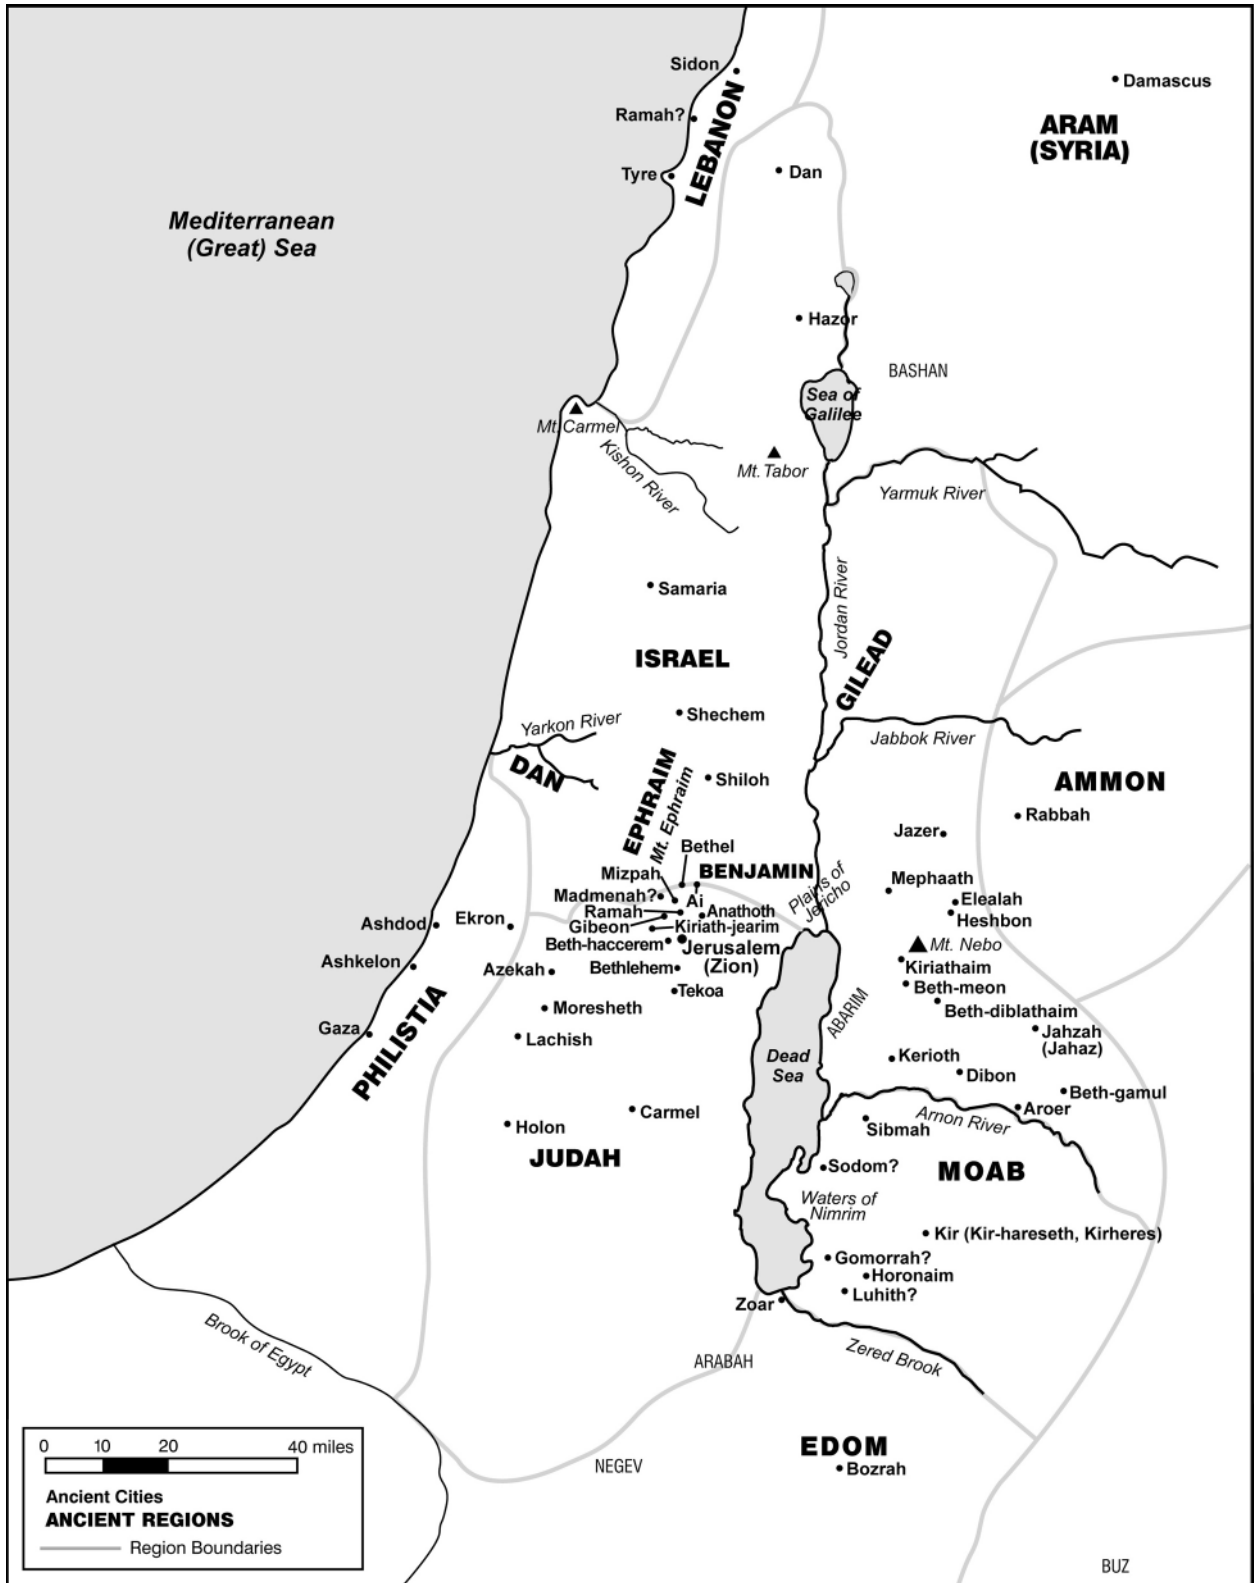 Sidon
Damascus
Ramah?
LEBANON
ARAM
(SYRIA)
Tyre
Dan
Mediterranean
(Great) Sea
Hazor
BASHAN
Sea of
Galilee
Mt. Carmel
Kishon River
Mt. Tabor
Yarmuk River
Jordan River
Samaria
ISRAEL
GILEAD
Shechem
Yarkon River
Jabbok River
DAN
EPHRAIM
Mt. Ephraim
Shiloh
AMMON
Rabbah
Jazer
Bethel
Mizpah
BENJAMIN
Plains of
Jericho
Mephaath
Madmenah?
Ai
Elealah
Ramah
Anathoth
Heshbon
Ashdod
Ekron
Gibeon
Kiriath-jearim
Beth-haccerem
Jerusalem
(Zion)
Mt. Nebo
Ashkelon
Azekah
Bethlehem
Kiriathaim
Tekoa
Beth-meon
Moresheth
ABARIM
Beth-diblathaim
Gaza
PHILISTIA
Lachish
Jahzah
(Jahaz)
Dead
Sea
Kerioth
Dibon
Beth-gamul
Carmel
Aroer
Arnon River
Holon
Sibmah
JUDAH
Sodom?
MOAB
Waters of
Nimrim
Kir (Kir-hareseth, Kirheres)
Gomorrah?
Horonaim
Luhith?
Zoar
Brook of Egypt
Zered Brook
ARABAH
EDOM
Bozrah
NEGEV
BUZ
0 10 20 40 miles
Ancient Cities
ANCIENT REGIONS
Region Boundaries